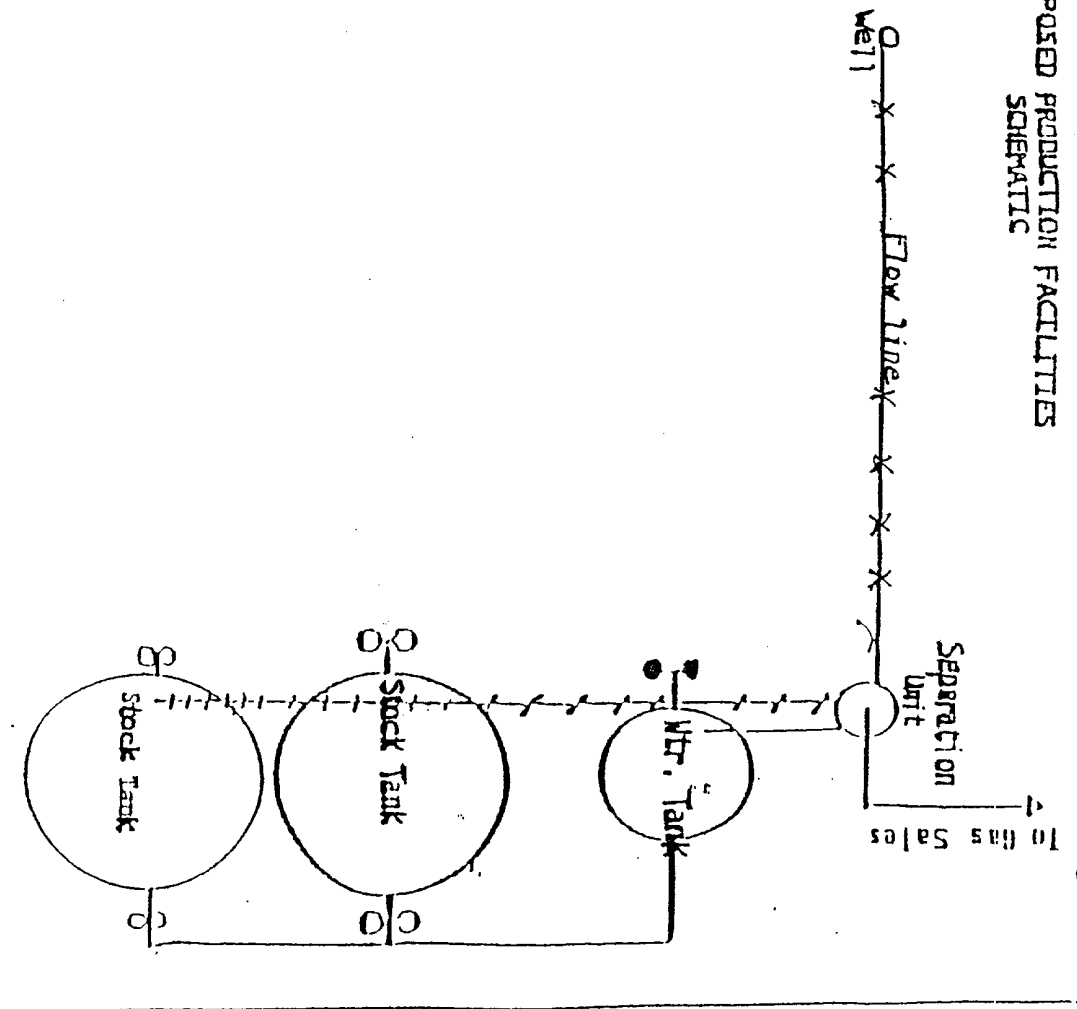 POSED PRODUCTION FACILITIES
SCHEMATIC
Well
Flow line
Separation
Unit
To Gas Sales
Wtr. Tank
Stock Tank
Stock Tank